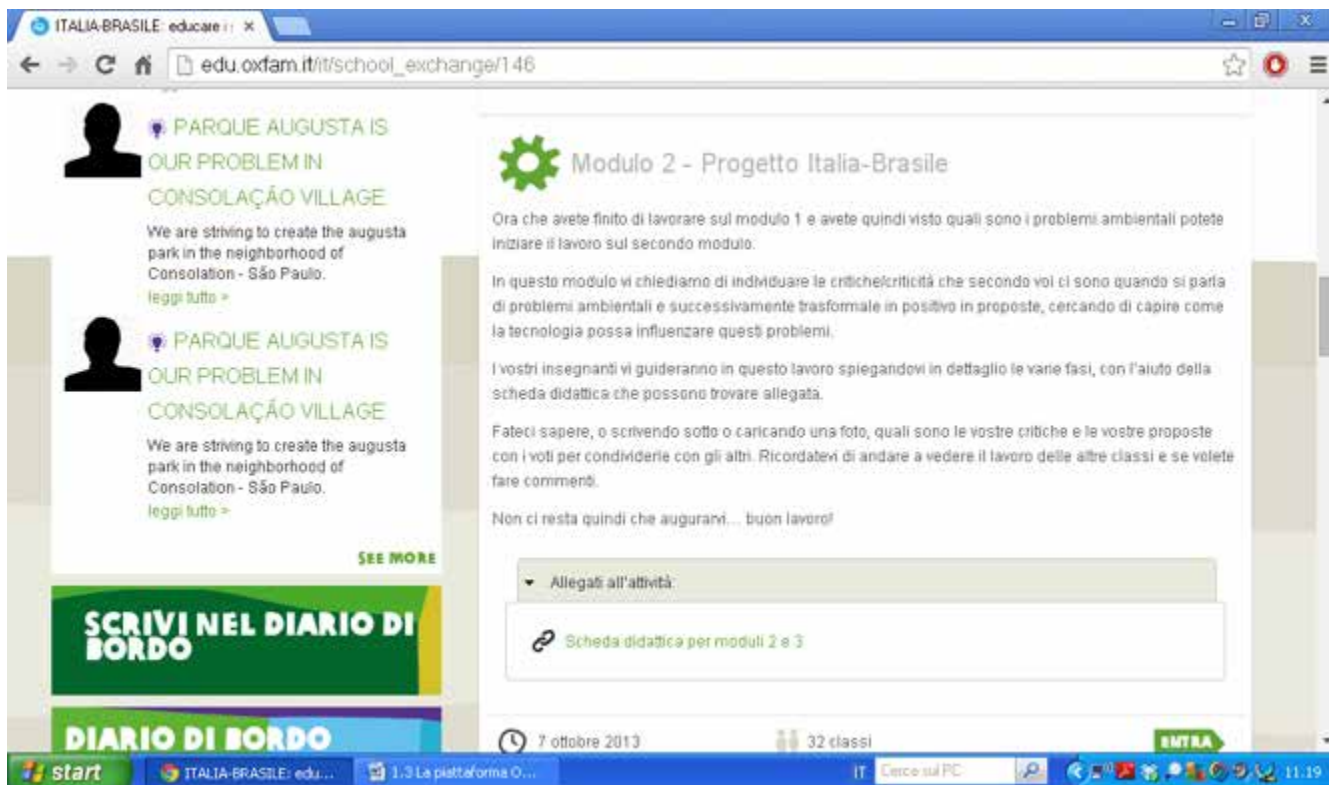 ITALIA-BRASILE: educare i
edu.oxfam.it/it/school_exchange/146
PARQUE AUGUSTA IS
OUR PROBLEM IN
CONSOLAÇÃO VILLAGE
We are striving to create the augusta
park in the neighborhood of
Consolation - São Paulo.
leggi tutto >
PARQUE AUGUSTA IS
OUR PROBLEM IN
CONSOLAÇÃO VILLAGE
We are striving to create the augusta
park in the neighborhood of
Consolation - São Paulo.
leggi tutto >
SEE MORE
SCRIVI NEL DIARIO DI
BORDO
DIARIO DI BORDO
Modulo 2 - Progetto Italia-Brasile
Ora che avete finito di lavorare sul modulo 1 e avete quindi visto quali sono i problemi ambientali potete
iniziare il lavoro sul secondo modulo.
In questo modulo vi chiediamo di individuare le critiche/criticità che secondo voi ci sono quando si parla
di problemi ambientali e successivamente trasformale in positivo in proposte, cercando di capire come
la tecnologia possa influenzare questi problemi.
I vostri insegnanti vi guideranno in questo lavoro spiegandovi in dettaglio le varie fasi, con l'aiuto della
scheda didattica che possono trovare allegata.
Fateci sapere, o scrivendo sotto o caricando una foto, quali sono le vostre critiche e le vostre proposte
con i voti per condividerle con gli altri. Ricordatevi di andare a vedere il lavoro delle altre classi e se volete
fare commenti.
Non ci resta quindi che augurarvi... buon lavoro!
Allegati all'attività:
Scheda didattica per moduli 2 e 3
7 ottobre 2013
32 classi
ENTRA
start
ITALIA-BRASILE: edu...
1.3 La piattaforma O...
IT
Cerca sul PC
11.19